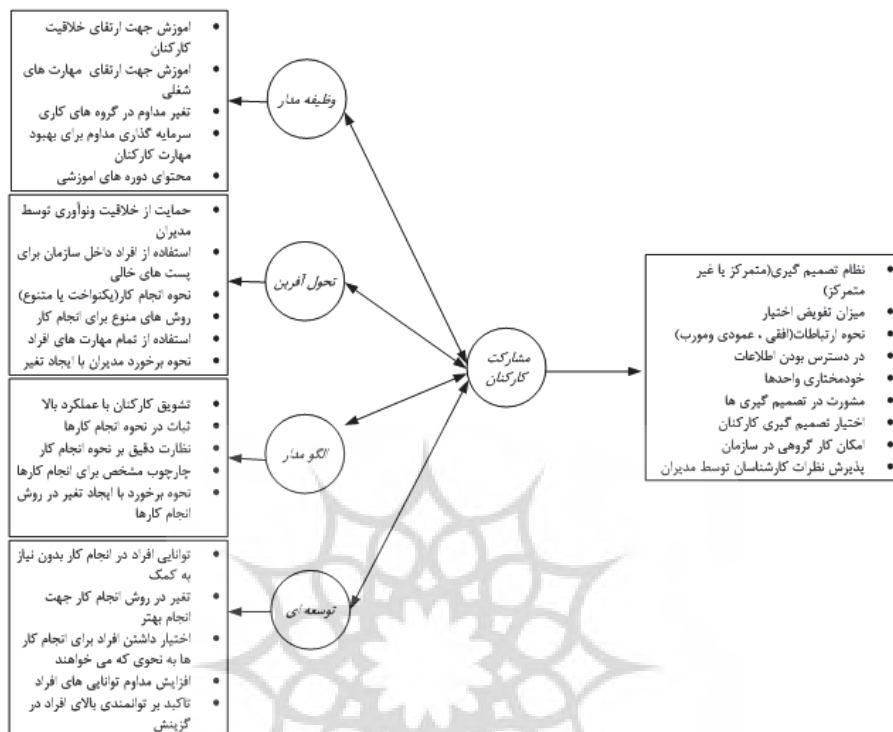 اموزش جهت ارتقای خلاقیت
کارکنان
اموزش جهت ارتقای مهارت های
شغلی
تغیر مداوم در گروه های کاری
سرمایه گذاری مداوم برای بهبود
مهارت کارکنان
محتوای دوره های اموزشی
وظیفه مدار
حمایت از خلاقیت ونوآوری توسط
مدیران
استفاده از افراد داخل سازمان برای
پست های خالی
نحوه انجام کار(یکنواخت یا متنوع)
روش های منوع برای انجام کار
استفاده از تمام مهارت های افراد
نحوه برخورد مدیران با ایجاد تغیر
تحول آفرین
مشارکت
کارکنان
نظام تصمیم گیری(متمرکز یا غیر
متمرکز)
میزان تفویض اختیار
نحوه ارتباطات(افقی ، عمودی ومورب)
در دسترس بودن اطلاعات
خودمختاری واحدها
مشورت در تصمیم گیری ها
اختیار تصمیم گیری کارکنان
امکان کار گروهی در سازمان
پذیرش نظرات کارشناسان توسط مدیران
تشویق کارکنان با عملکرد بالا
ثبات در نحوه انجام کارها
نظارت دقیق بر نحوه انجام کار
چارچوب مشخص برای انجام کارها
نحوه برخورد با ایجاد تغیر در روش
انجام کارها
الگو مدار
توانایی افراد در انجام کار بدون نیاز
به کمک
تغیر در روش انجام کار جهت
انجام بهتر
اختیار داشتن افراد برای انجام کار
ها به نحوی که می خواهند
افزایش مداوم توانایی های افراد
تاکید بر توانمندی بالای افراد در
گزینش
توسعه ای